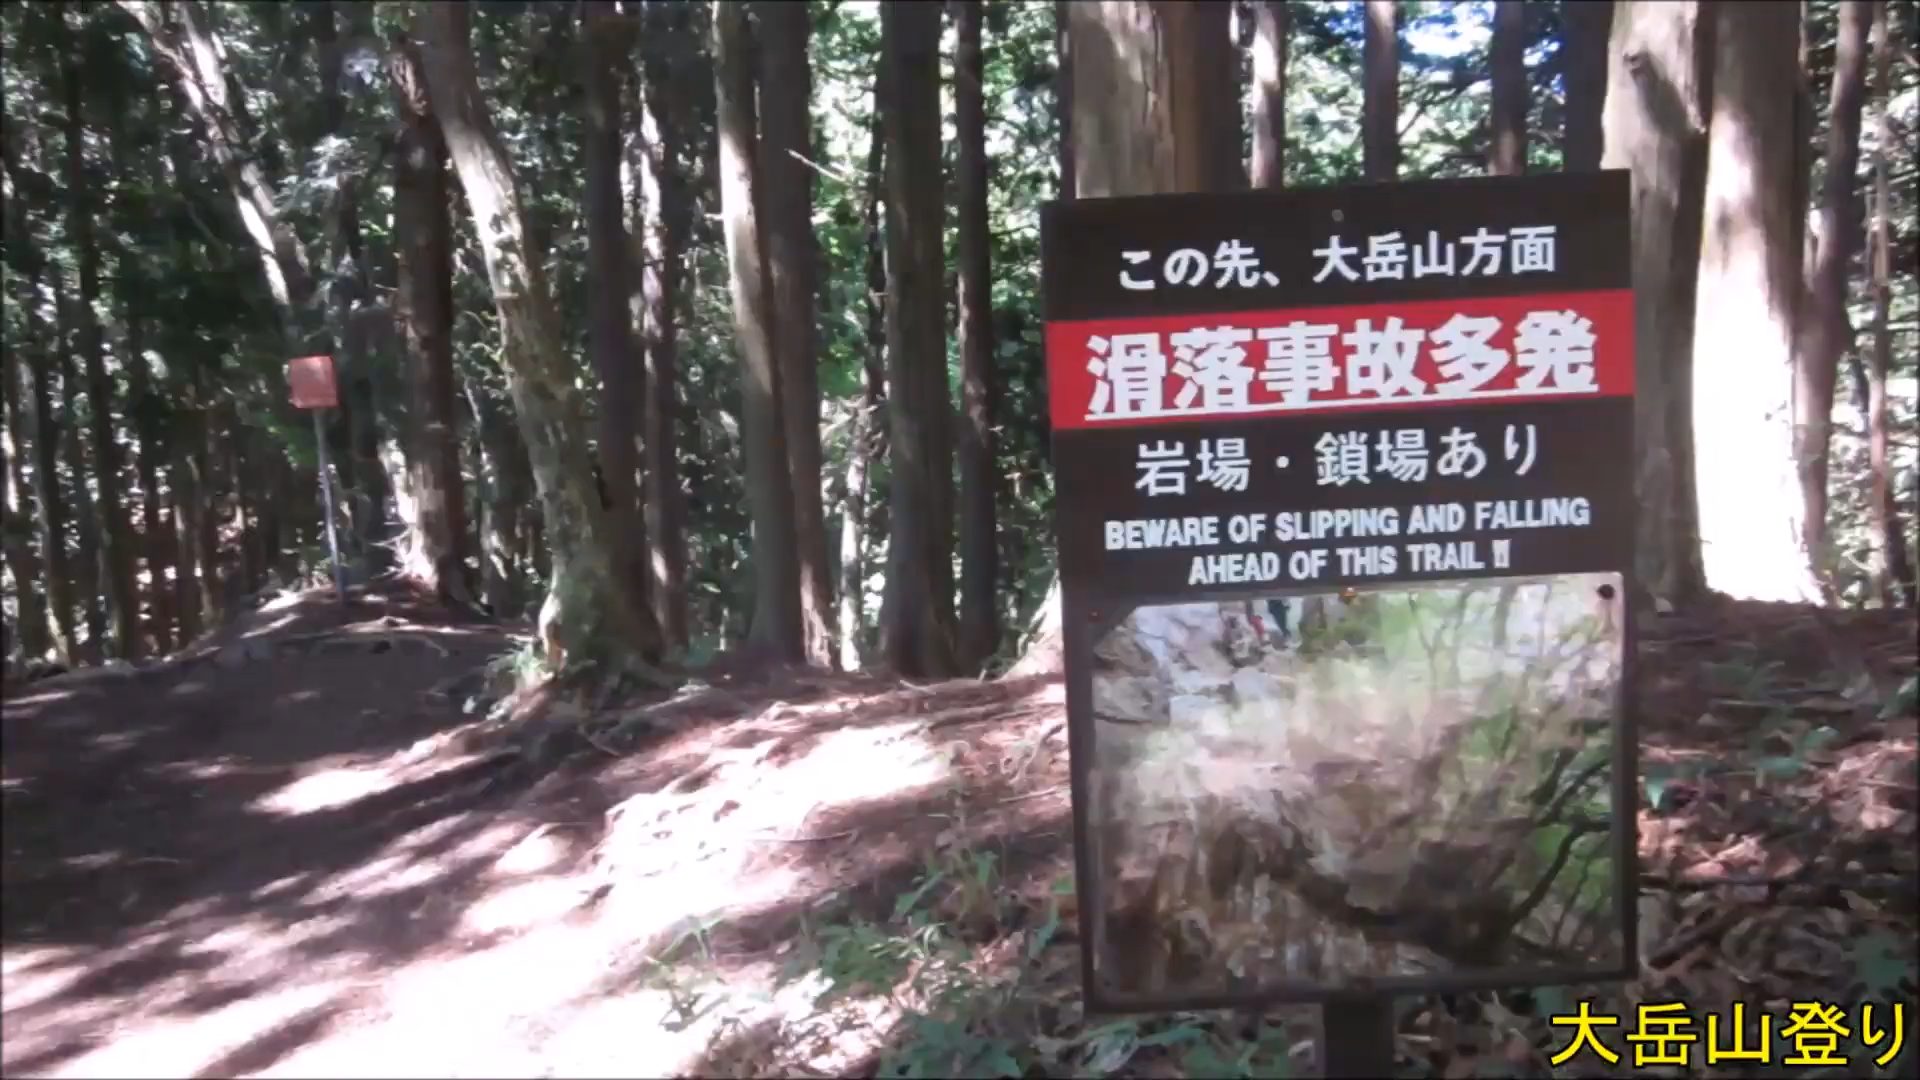 この先、大岳山方面
滑落事故多発
岩場・鎖場あり
BEWARE OF SLIPPING AND FALLING
AHEAD OF THIS TRAIL !!
大岳山登り